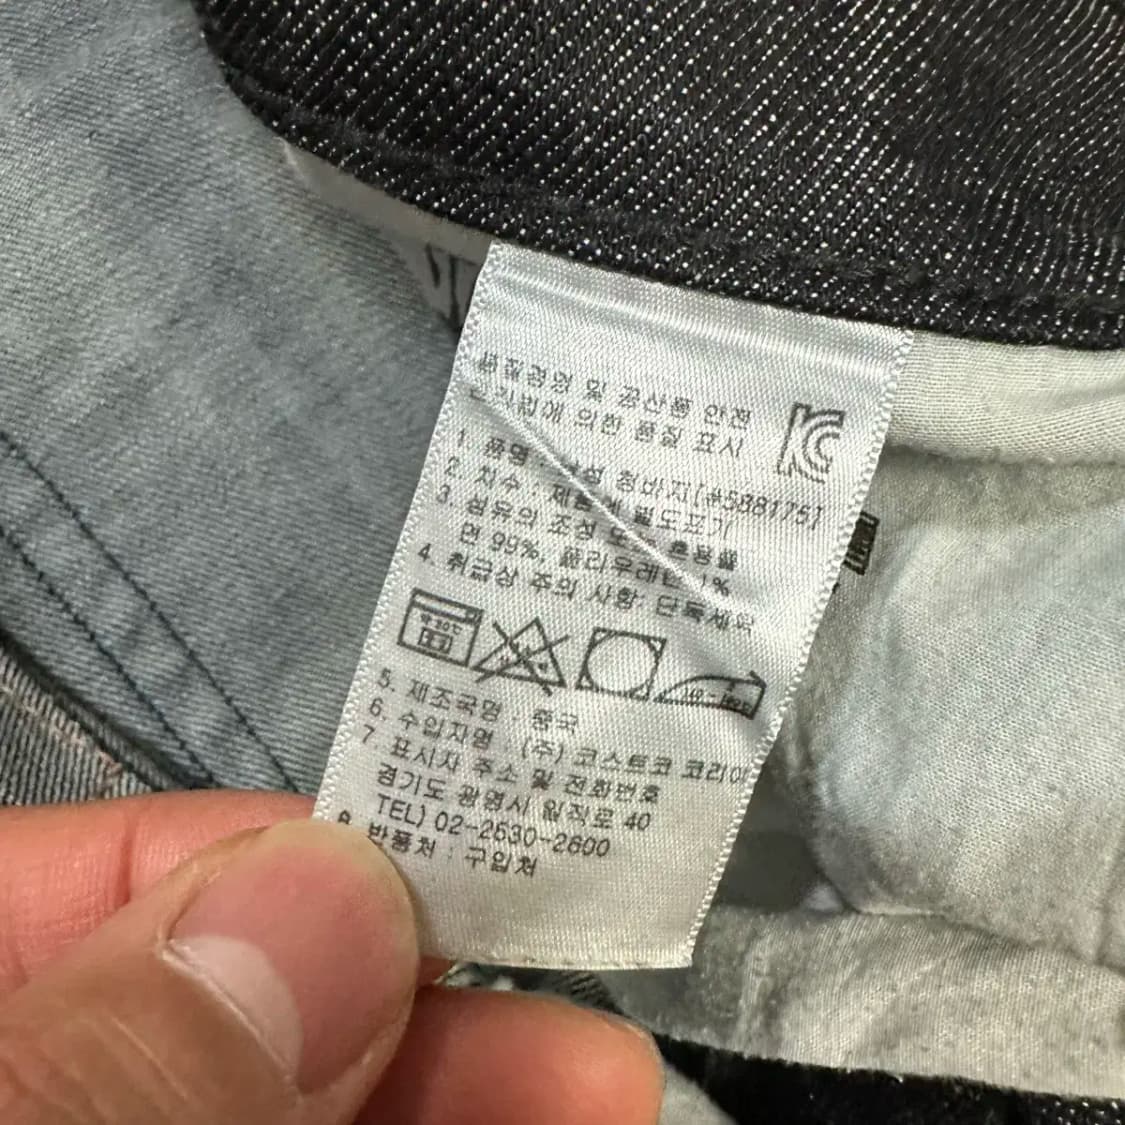 품질경영 및 공산품 안전
관리법에 의한 품질 표시
KC
1. 품명 : 남성 청바지[#5881751]
2. 치수 : 제품에 별도표기
3. 섬유의 조성 또는 혼용률
면 99%, 폴리우레탄 1%
4. 취급상 주의 사항: 단독세탁
5. 제조국명 : 중국
6. 수입자명 : (주) 코스트코 코리아
7. 표시자 주소 및 전화번호
경기도 광명시 일직로 40
TEL) 02-2630-2600
8. 반품처 : 구입처